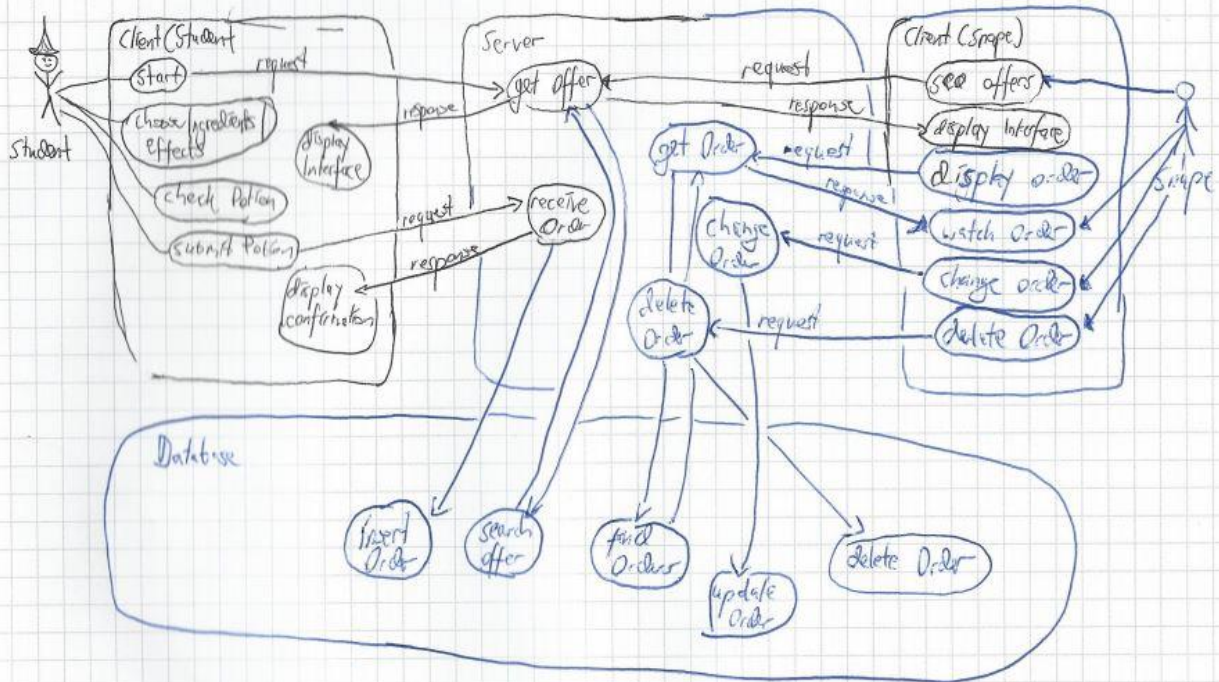 Client (Student
start
request
choose Ingredients
effects
check Potion
submit Potion
display
Interface
response
request
response
display
confirmation
Student
Server
get offer
receive
Order
get Order
change
Order
delete
Order
request
response
request
response
request
request
Client (Snape)
see offers
display Interface
display order
watch Order
change order
delete Order
Snape
Database
Insert
Order
search
offer
find
Orders
update
Order
delete Order